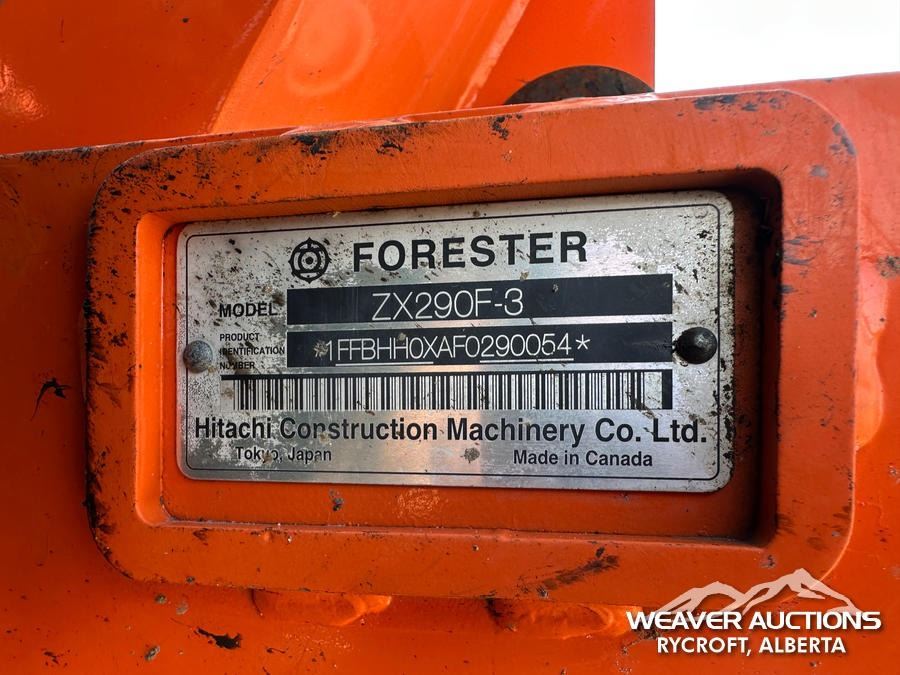 FORESTER
MODEL ZX290F-3
PRODUCT IDENTIFICATION NUMBER
*1FFBHH0XAF0290054*
Hitachi Construction Machinery Co. Ltd.
Tokyo, Japan Made in Canada
WEAVER AUCTIONS
RYCROFT, ALBERTA